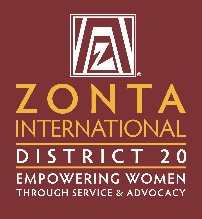 ZONTA
INTERNATIONAL
DISTRICT 20
EMPOWERING WOMEN
THROUGH SERVICE & ADVOCACY